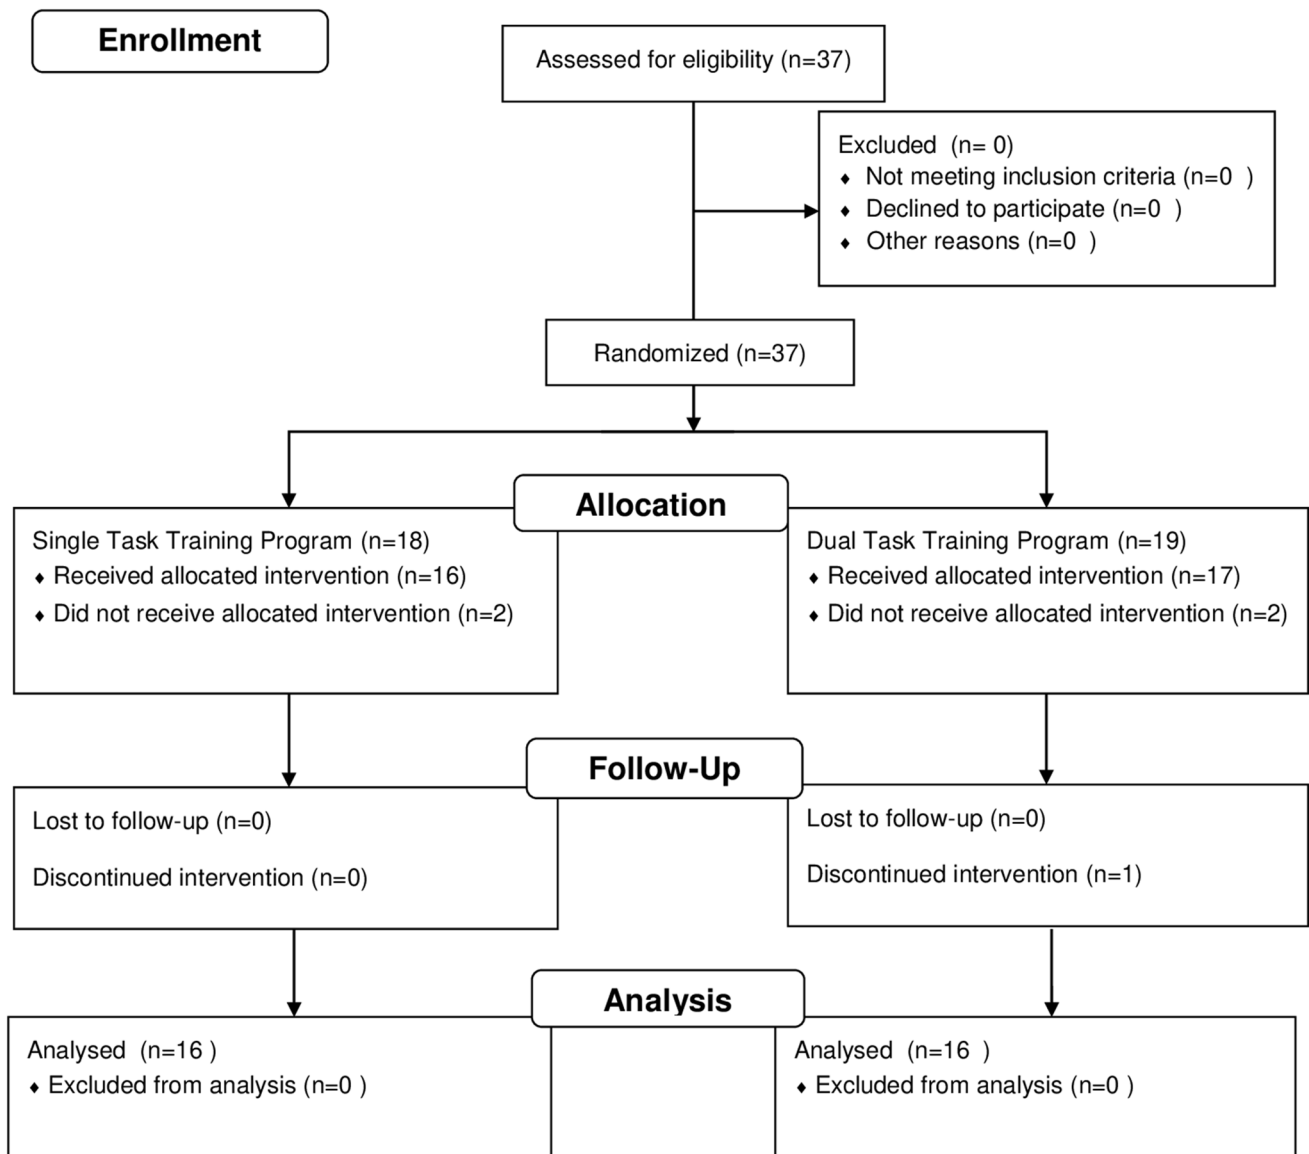 Enrollment
Assessed for eligibility (n=37)
Excluded (n= 0)
♦ Not meeting inclusion criteria (n=0 )
♦ Declined to participate (n=0 )
♦ Other reasons (n=0 )
Randomized (n=37)
Allocation
Single Task Training Program (n=18)
♦ Received allocated intervention (n=16)
♦ Did not receive allocated intervention (n=2)
Dual Task Training Program (n=19)
♦ Received allocated intervention (n=17)
♦ Did not receive allocated intervention (n=2)
Follow-Up
Lost to follow-up (n=0)
Discontinued intervention (n=0)
Lost to follow-up (n=0)
Discontinued intervention (n=1)
Analysis
Analysed (n=16 )
♦ Excluded from analysis (n=0 )
Analysed (n=16 )
♦ Excluded from analysis (n=0 )